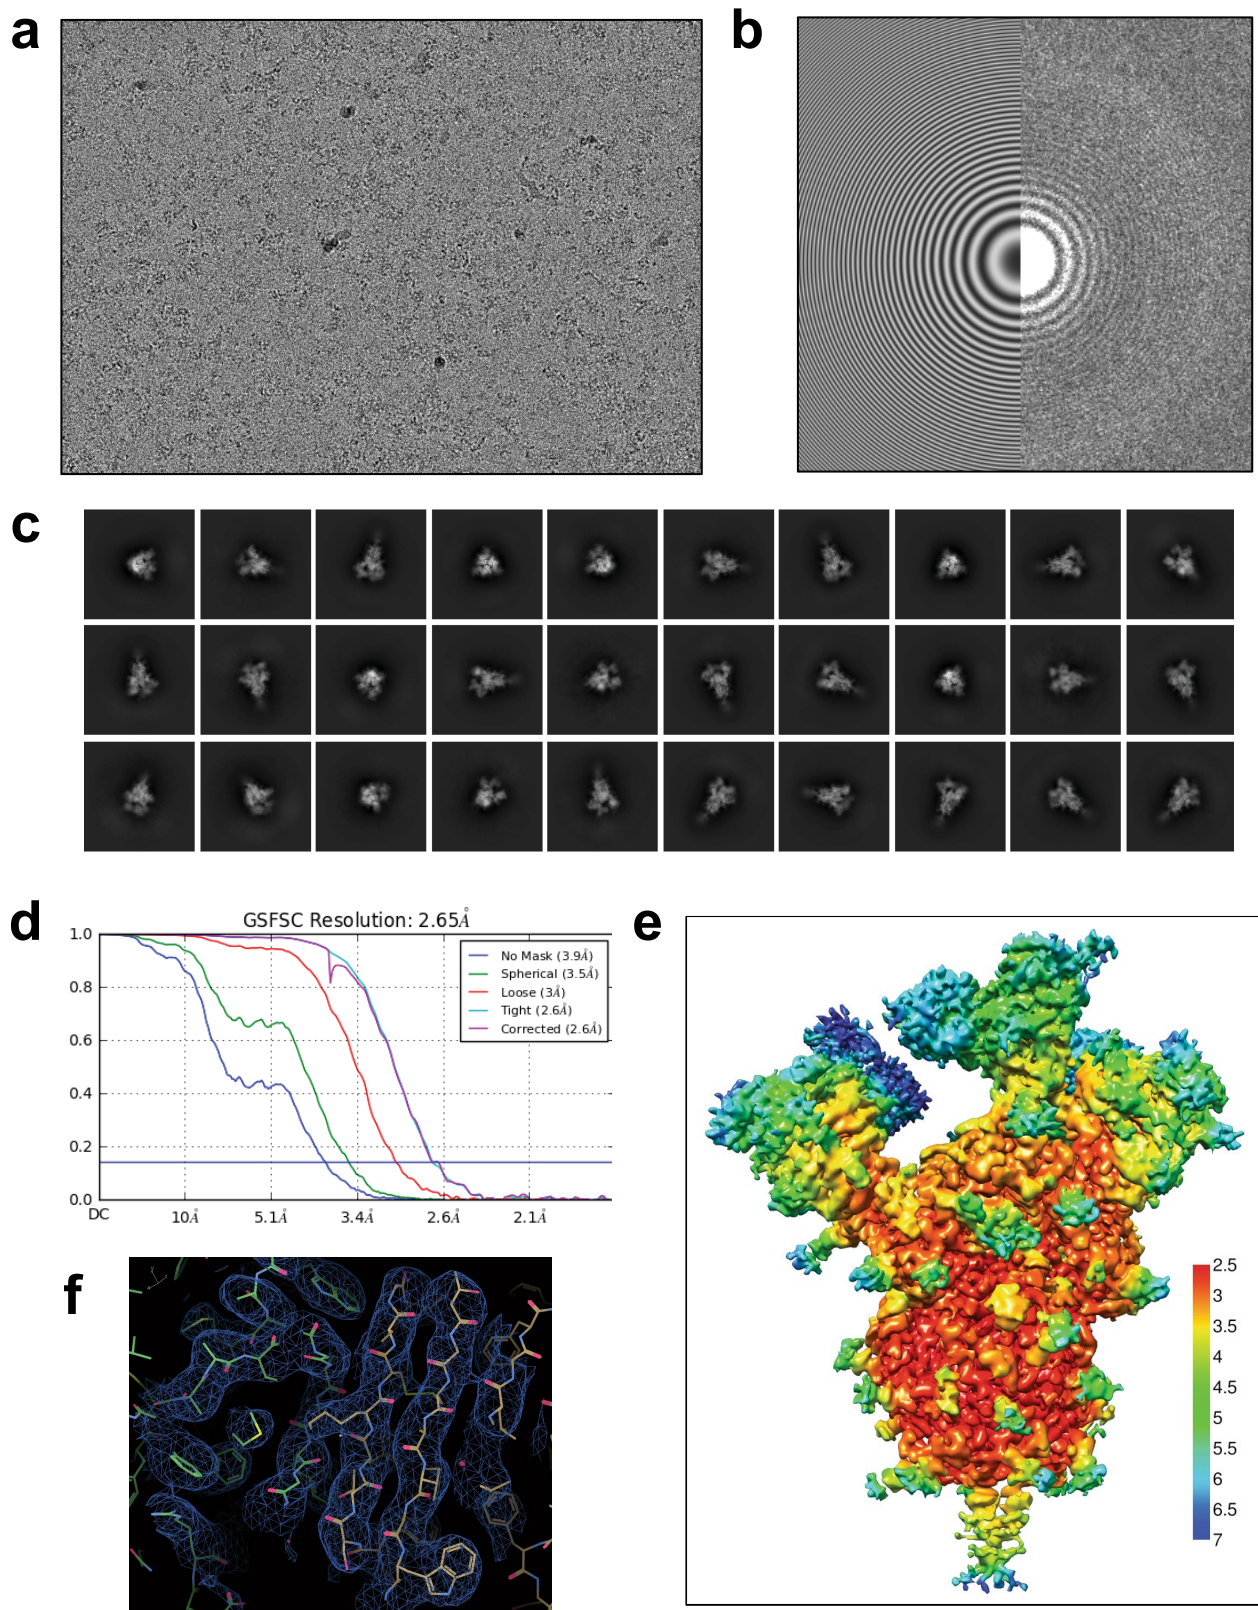 a
b
c
d
GSFSC Resolution: 2.65Å
1.0
0.8
0.6
0.4
0.2
0.0
DC
10Å
5.1Å
3.44Å
2.6Å
2.1Å
No Mask (3.9Å)
Spherical (3.5Å)
Loose (3Å)
Tight (2.6Å)
Corrected (2.6Å)
e
2.5
3
3.5
4
4.5
5
5.5
6
6.5
7
f